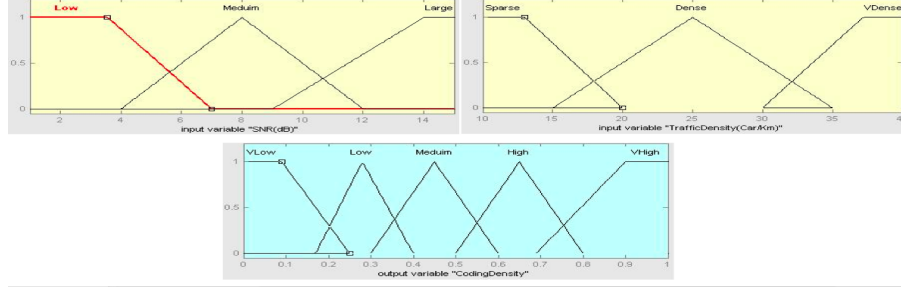 Low Meduim Large
1
0.5
0
2 4 6 8 10 12 14
input variable "SNR(dB)"
Sparse Dense VDense
1
0.5
0
10 15 20 25 30 35
input variable "TrafficDensity(Car/Km)"
VLow Low Meduim High VHigh
1
0.5
0
0 0.1 0.2 0.3 0.4 0.5 0.6 0.7 0.8 0.9 1
output variable "CodingDensity"